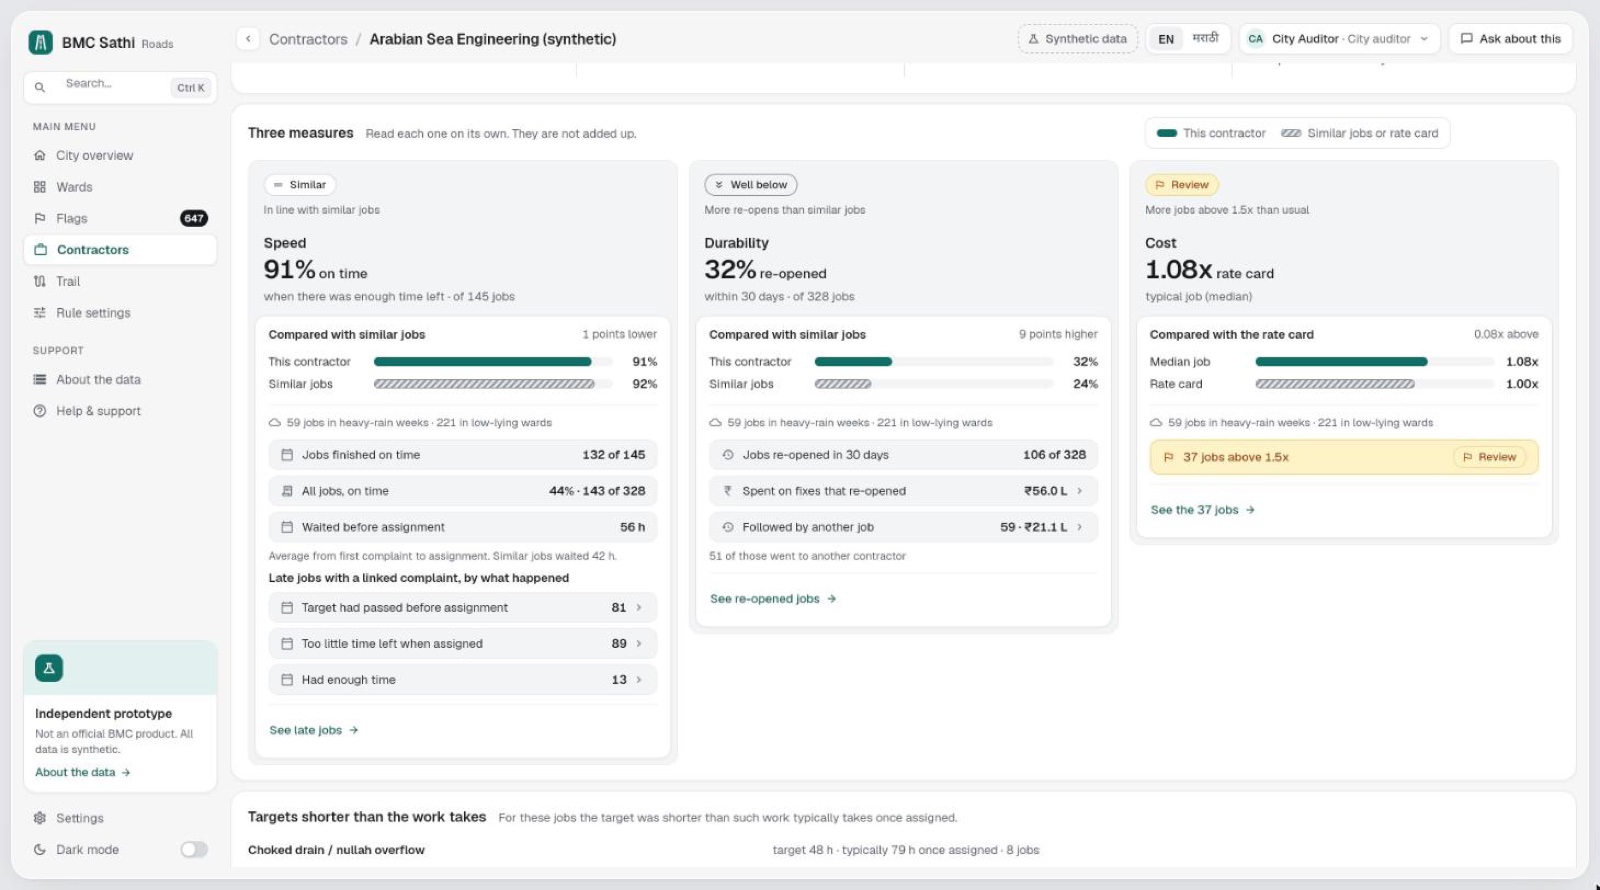 BMC Sathi Roads
Search... Ctrl K
MAIN MENU
City overview
Wards
Flags 647
Contractors
Trail
Rule settings
SUPPORT
About the data
Help & support
Independent prototype
Not an official BMC product. All
data is synthetic.
About the data →
Settings
Dark mode
Contractors / Arabian Sea Engineering (synthetic)
Synthetic data
EN मराठी
CA City Auditor · City auditor
Ask about this
Three measures Read each one on its own. They are not added up.
This contractor Similar jobs or rate card
Similar
In line with similar jobs
Speed
91% on time
when there was enough time left · of 145 jobs
Compared with similar jobs 1 points lower
This contractor 91%
Similar jobs 92%
59 jobs in heavy-rain weeks · 221 in low-lying wards
Jobs finished on time 132 of 145
All jobs, on time 44% · 143 of 328
Waited before assignment 56 h
Average from first complaint to assignment. Similar jobs waited 42 h.
Late jobs with a linked complaint, by what happened
Target had passed before assignment 81
Too little time left when assigned 89
Had enough time 13
See late jobs →
Well below
More re-opens than similar jobs
Durability
32% re-opened
within 30 days · of 328 jobs
Compared with similar jobs 9 points higher
This contractor 32%
Similar jobs 24%
59 jobs in heavy-rain weeks · 221 in low-lying wards
Jobs re-opened in 30 days 106 of 328
₹ Spent on fixes that re-opened ₹56.0 L
Followed by another job 59 · ₹21.1 L
51 of those went to another contractor
See re-opened jobs →
Review
More jobs above 1.5x than usual
Cost
1.08x rate card
typical job (median)
Compared with the rate card 0.08x above
Median job 1.08x
Rate card 1.00x
59 jobs in heavy-rain weeks · 221 in low-lying wards
37 jobs above 1.5x Review
See the 37 jobs →
Targets shorter than the work takes For these jobs the target was shorter than such work typically takes once assigned.
Choked drain / nullah overflow target 48 h · typically 79 h once assigned · 8 jobs